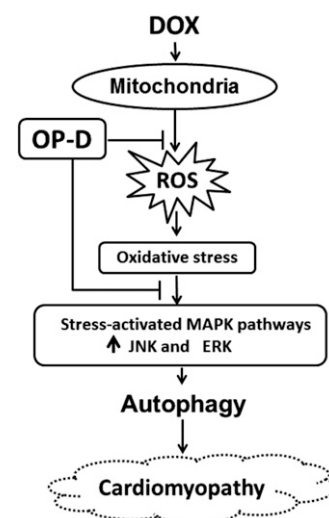 DOX
Mitochondria
OP-D
ROS
Oxidative stress
Stress-activated MAPK pathways
↑ JNK and ERK
Autophagy
Cardiomyopathy